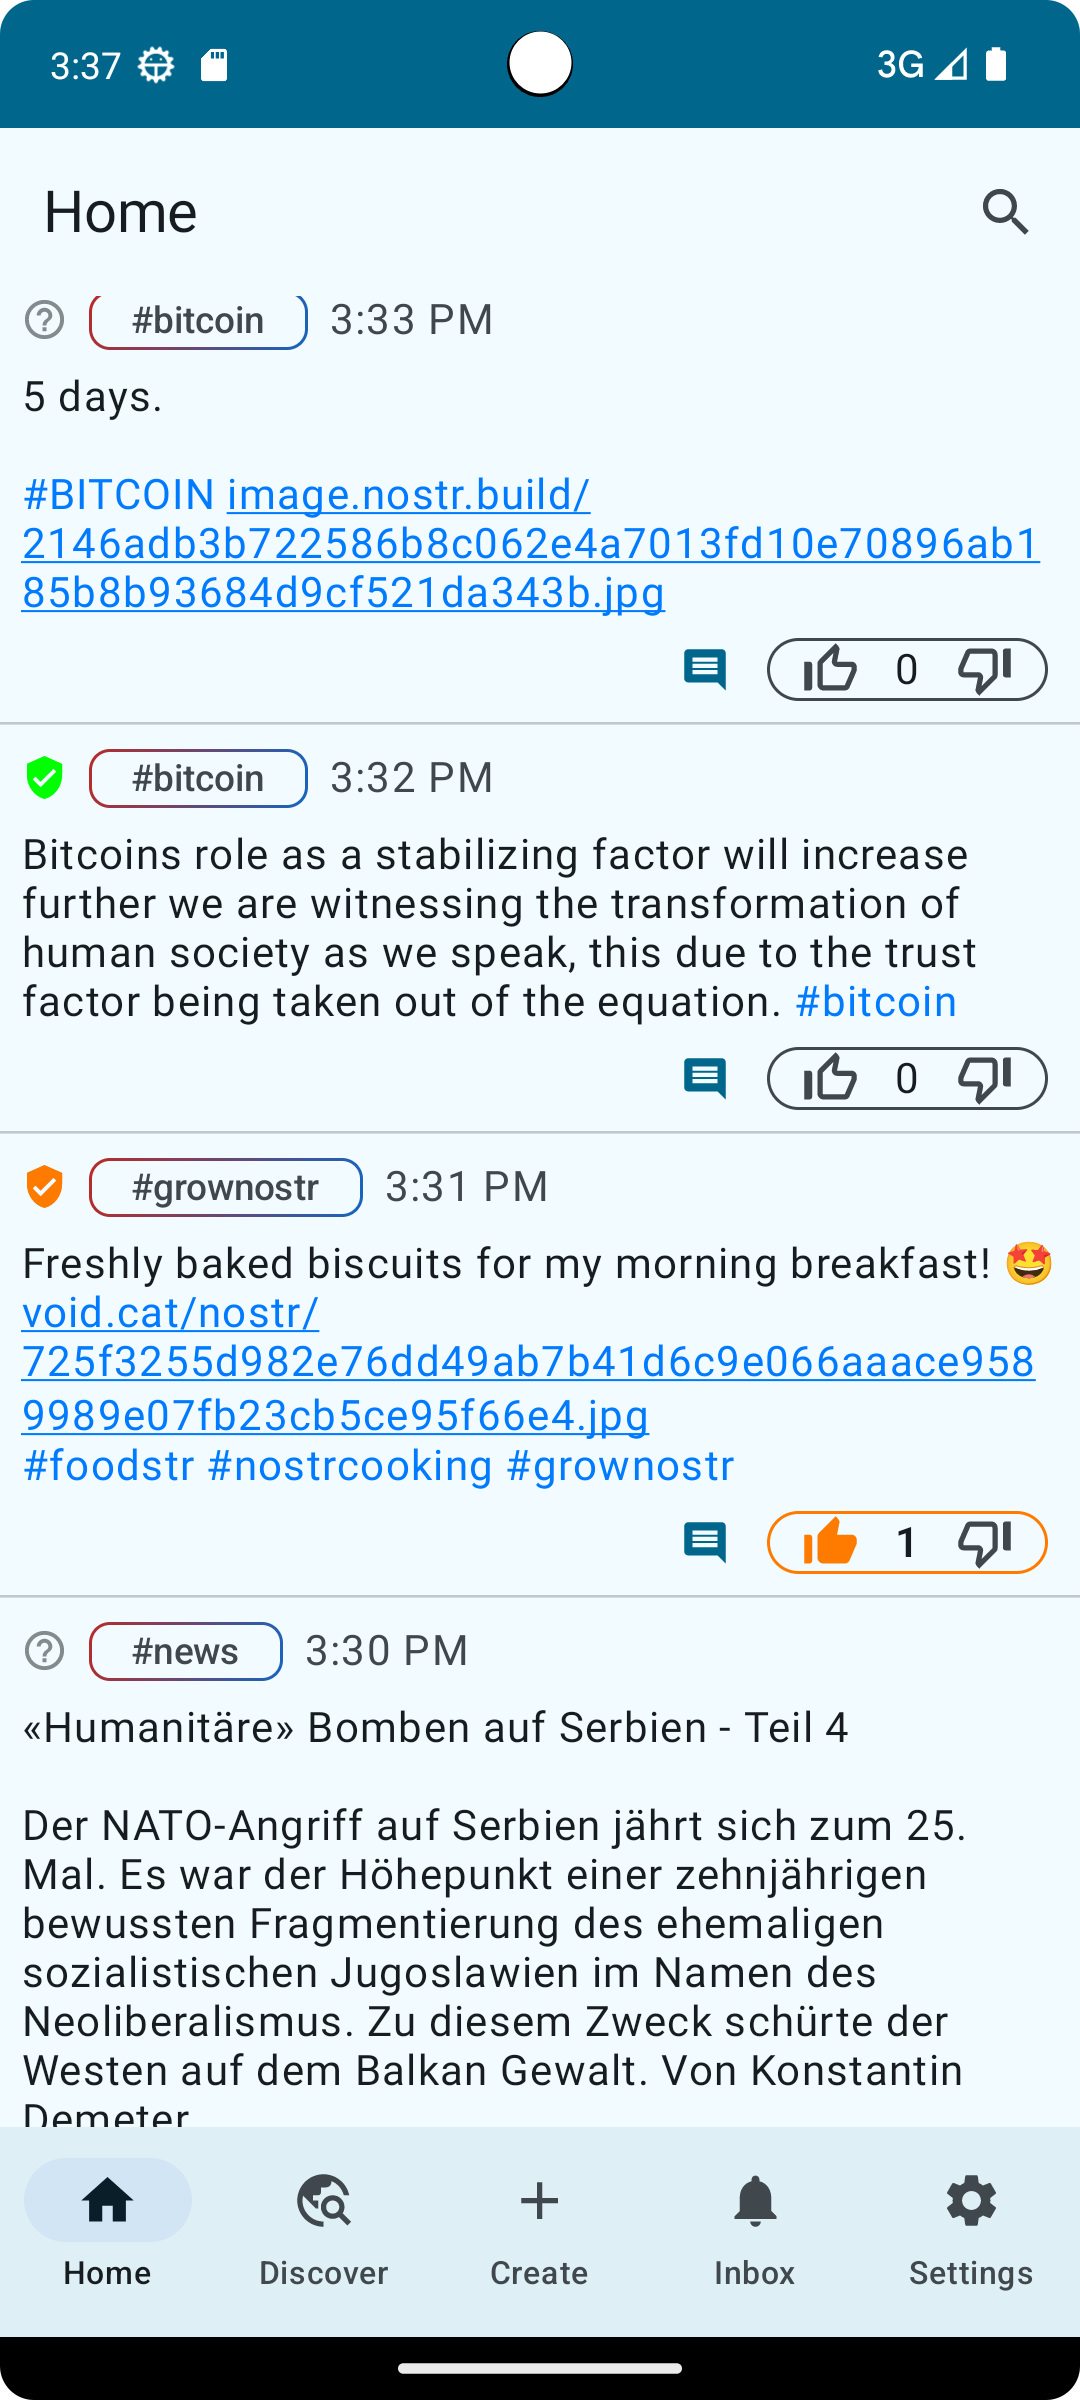 3:37
3G
Home
#bitcoin 3:33 PM
5 days.
#BITCOIN image.nostr.build/
2146adb3b722586b8c062e4a7013fd10e70896ab1
85b8b93684d9cf521da343b.jpg
0
#bitcoin 3:32 PM
Bitcoins role as a stabilizing factor will increase
further we are witnessing the transformation of
human society as we speak, this due to the trust
factor being taken out of the equation. #bitcoin
0
#grownostr 3:31 PM
Freshly baked biscuits for my morning breakfast! 🤩
void.cat/nostr/
725f3255d982e76dd49ab7b41d6c9e066aaace958
9989e07fb23cb5ce95f66e4.jpg
#foodstr #nostrcooking #grownostr
1
#news 3:30 PM
«Humanitäre» Bomben auf Serbien - Teil 4
Der NATO-Angriff auf Serbien jährt sich zum 25.
Mal. Es war der Höhepunkt einer zehnjährigen
bewussten Fragmentierung des ehemaligen
sozialistischen Jugoslawien im Namen des
Neoliberalismus. Zu diesem Zweck schürte der
Westen auf dem Balkan Gewalt. Von Konstantin
Demeter
Home
Discover
Create
Inbox
Settings